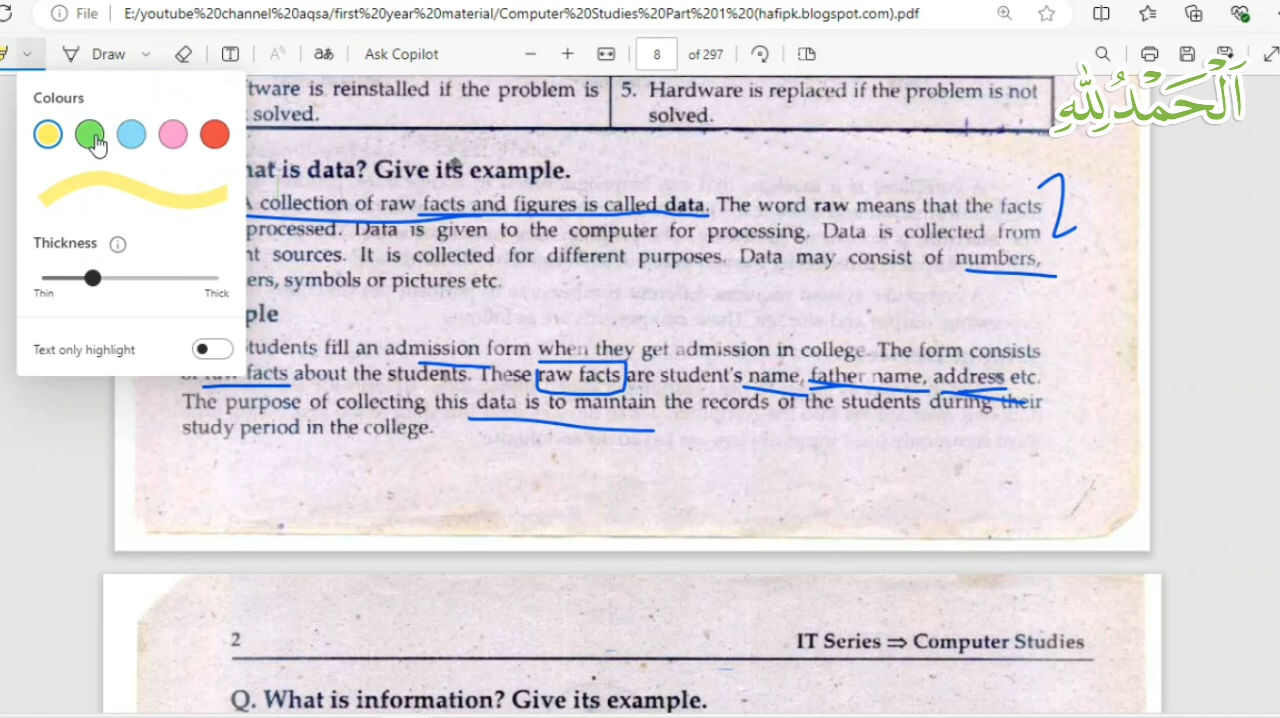 File
E:/youtube%20channel%20aqsa/first%20year%20material/Computer%20Studies%20Part%201%20(hafipk.blogspot.com).pdf
Draw
aあ
Ask Copilot
8
of 297
اَلْحَمْدُلِلّٰه
Colours
Thickness
Thin
Thick
Text only highlight
tware is reinstalled if the problem is
solved.
5. Hardware is replaced if the problem is not
solved.
hat is data? Give its example.
A collection of raw facts and figures is called data. The word raw means that the facts
2
processed. Data is given to the computer for processing. Data is collected from
nt sources. It is collected for different purposes. Data may consist of numbers,
ers, symbols or pictures etc.
ple
Students fill an admission form when they get admission in college. The form consists
of raw facts about the students. These raw facts are student's name, father name, address etc.
The purpose of collecting this data is to maintain the records of the students during their
study period in the college.
2
IT Series ⇒ Computer Studies
Q. What is information? Give its example.